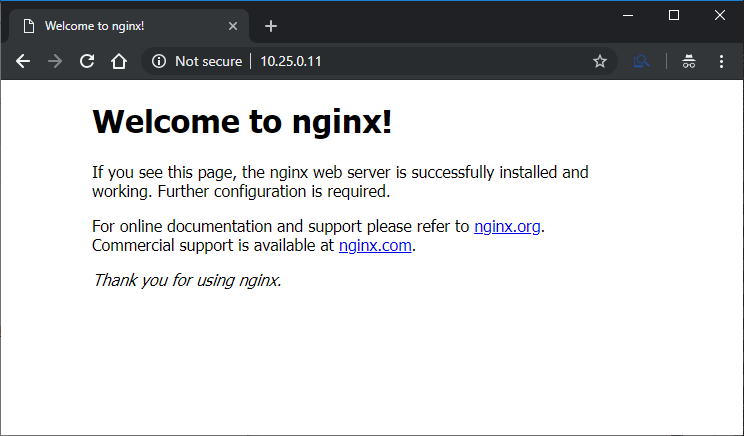 Welcome to nginx!
Not secure 10.25.0.11
Welcome to nginx!
If you see this page, the nginx web server is successfully installed and
working. Further configuration is required.
For online documentation and support please refer to nginx.org.
Commercial support is available at nginx.com.
Thank you for using nginx.